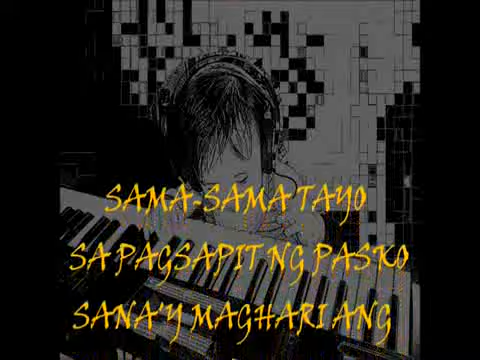 SAMA-SAMA TAYO
SA PAGSAPIT NG PASKO
SANA'Y MAGHARI ANG